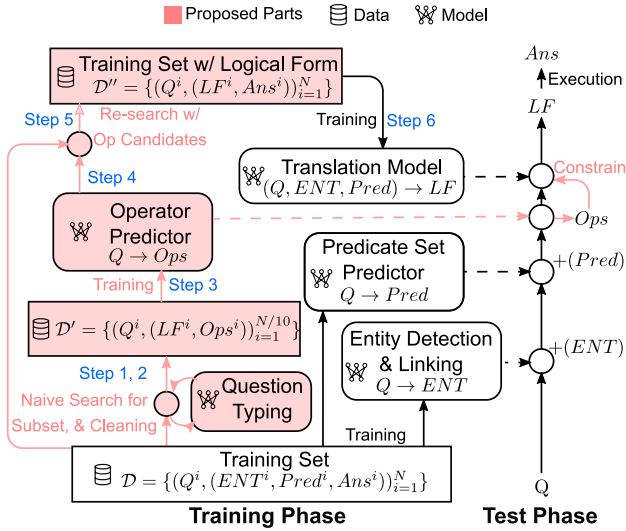 Proposed Parts Data Model
Training Set w/ Logical Form
𝒟'' = {(Q^i, (LF^i, Ans^i))}_{i=1}^{N}
Ans
Execution
LF
Step 5
Re-search w/
Op Candidates
Training Step 6
Step 4
Translation Model
(Q, ENT, Pred) → LF
Constrain
Ops
Operator
Predictor
Q → Ops
Predicate Set
Predictor
Q → Pred
+(Pred)
Training Step 3
𝒟' = {(Q^i, (LF^i, Ops^i))}_{i=1}^{N/10}
Entity Detection
& Linking
Q → ENT
+(ENT)
Step 1, 2
Naive Search for
Subset, & Cleaning
Question
Typing
Training
Training Set
𝒟 = {(Q^i, (ENT^i, Pred^i, Ans^i))}_{i=1}^{N}
Q
Training Phase
Test Phase